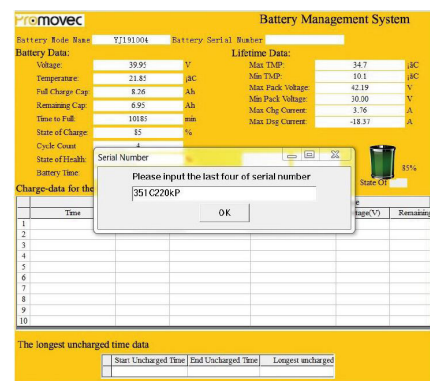 Promovec Battery Management System
Battery Mode Name YJ191004 Battery Serial Number
Battery Data: Lifetime Data:
Voltage: 39.95 V Max TMP: 34.7 ¡ãC
Temperature: 21.85 ¡ãC Min TMP: 10.1 ¡ãC
Full Charge Cap 8.26 Ah Max Pack Voltage: 42.19 V
Remaining Cap: 6.95 Ah Min Pack Voltage: 30.00 V
Time to Full: 10185 min Max Chg Current: 3.76 A
State of Charge 85 % Max Dsg Current: -18.37 A
Cycle Count 4
State of Health: %
Battery Time:
85%
State Of
Serial Number
Please input the last four of serial number
351C220kP
OK
Charge-data for the
Time tage(V) Remaining
1
2
3
4
5
6
7
8
9
10
The longest uncharged time data
Start Uncharged Time End Uncharged Time Longest uncharged